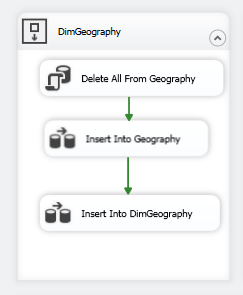 DimGeography
Delete All From Geography
Insert Into Geography
Insert Into DimGeography